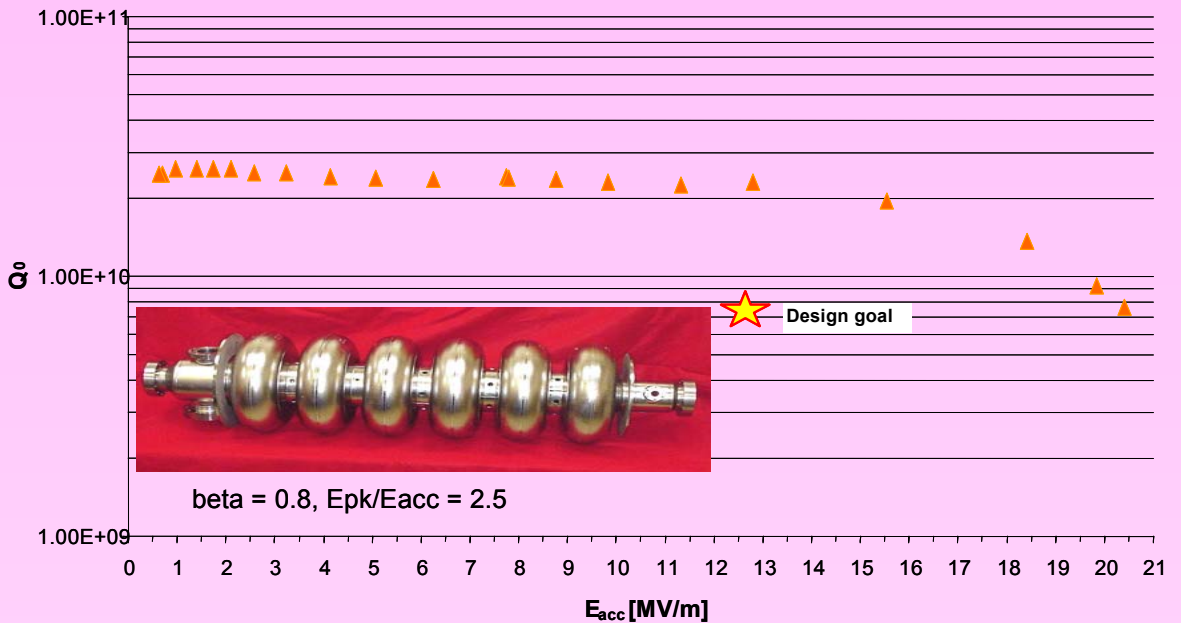 1.00E+11
Q0
1.00E+10
Design goal
beta = 0.8, Epk/Eacc = 2.5
1.00E+09
0 1 2 3 4 5 6 7 8 9 10 11 12 13 14 15 16 17 18 19 20 21
Eacc [MV/m]